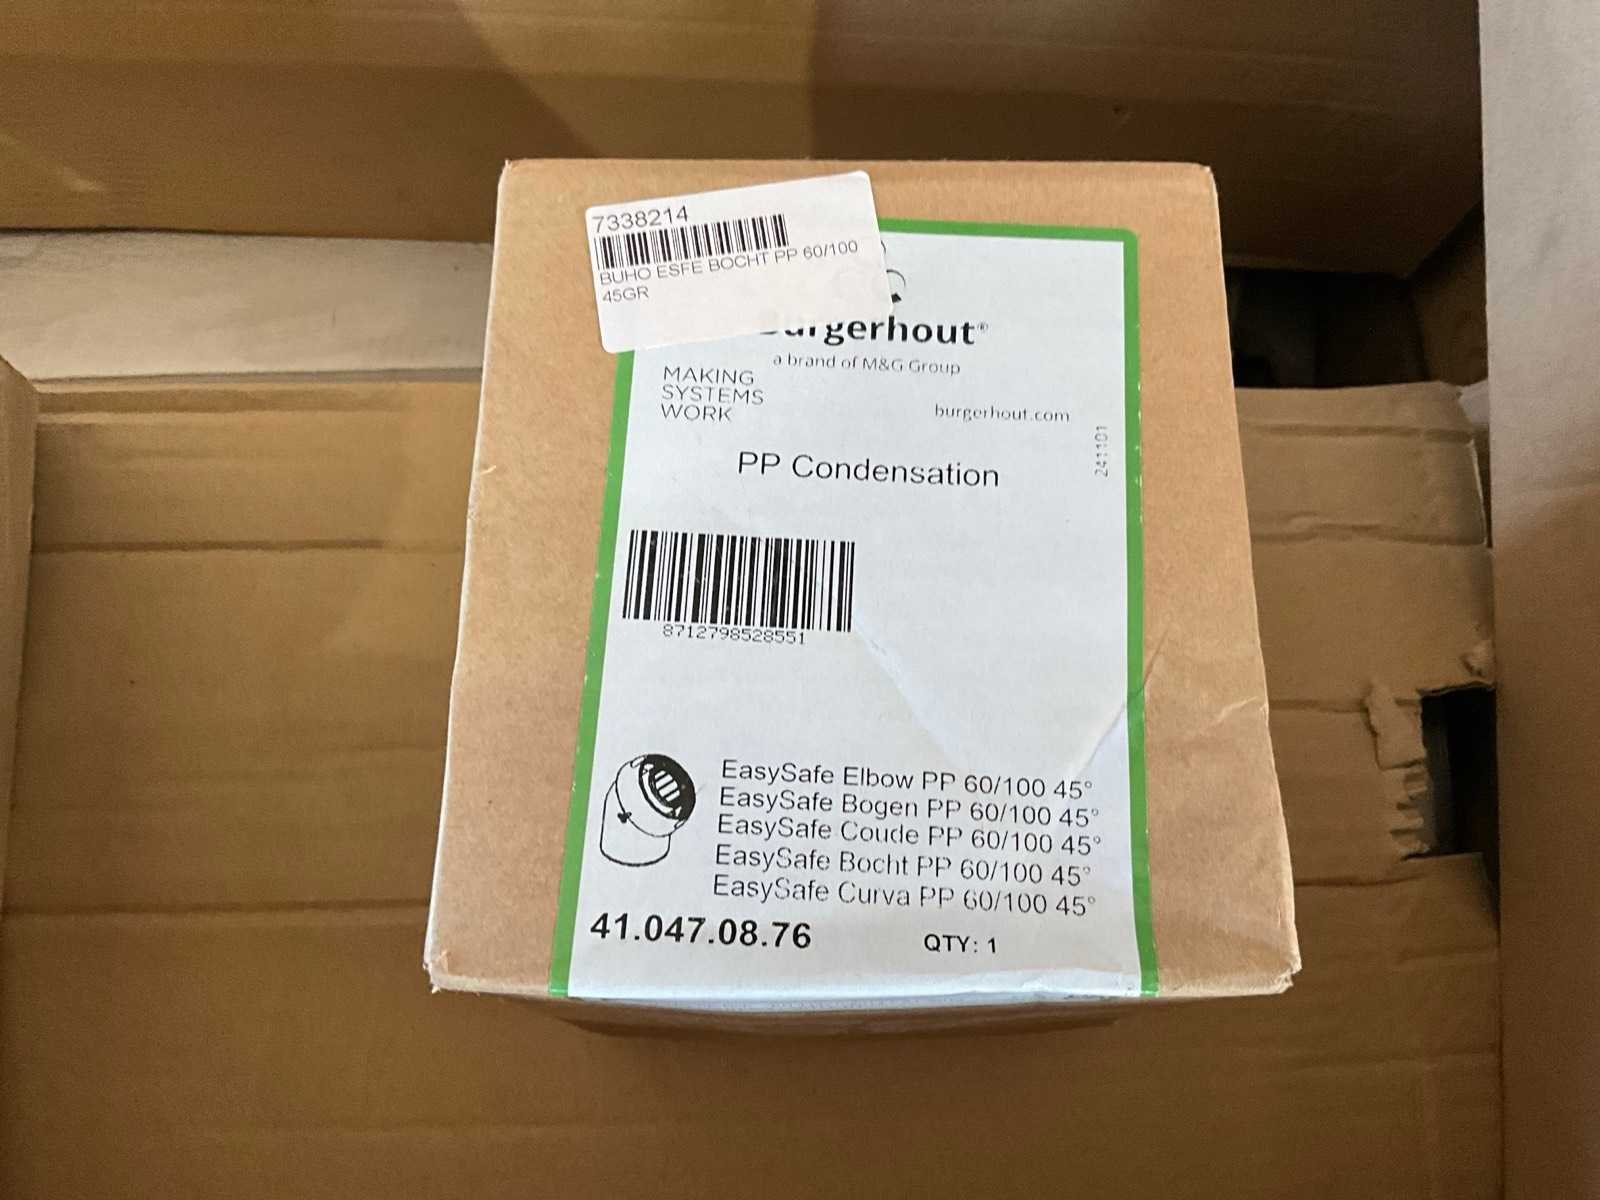 7338214
BUHO ESFE BOCHT PP 60/100
45GR
Burgerhout®
a brand of M&G Group
MAKING
SYSTEMS
WORK
burgerhout.com
241101
PP Condensation
8712798528551
EasySafe Elbow PP 60/100 45°
EasySafe Bogen PP 60/100 45°
EasySafe Coude PP 60/100 45°
EasySafe Bocht PP 60/100 45°
EasySafe Curva PP 60/100 45°
41.047.08.76
QTY: 1